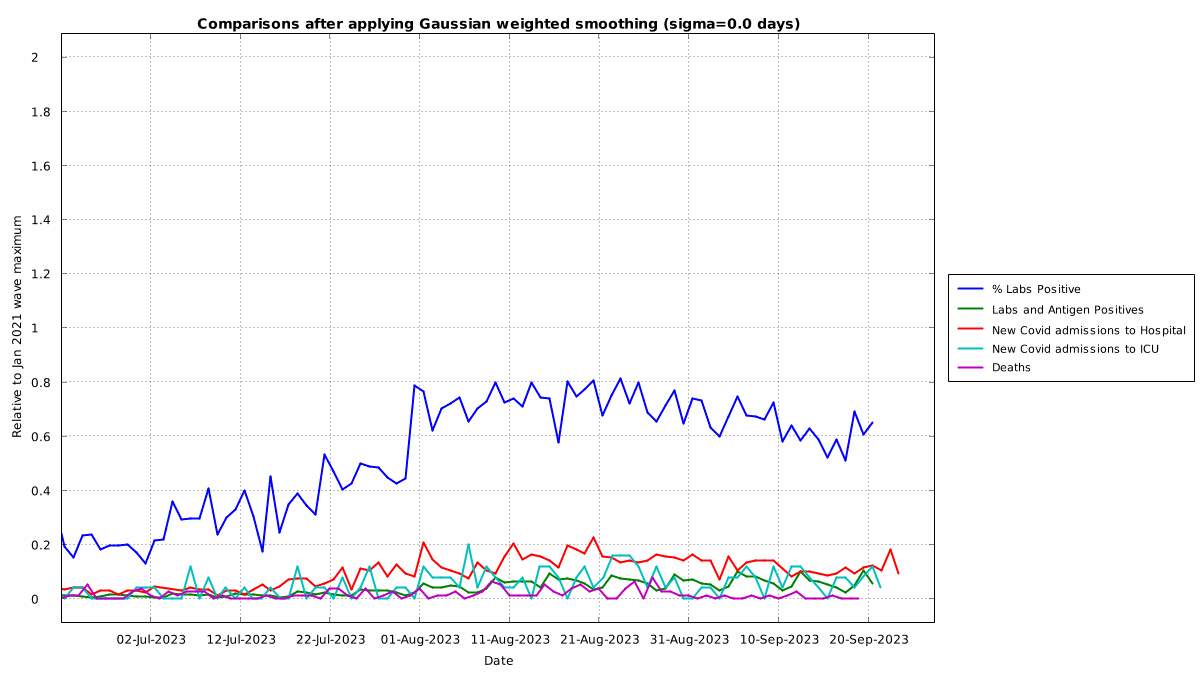 Comparisons after applying Gaussian weighted smoothing (sigma=0.0 days)
2
1.8
1.6
1.4
1.2
1
0.8
0.6
0.4
0.2
0
Relative to Jan 2021 wave maximum
02-Jul-2023 12-Jul-2023 22-Jul-2023 01-Aug-2023 11-Aug-2023 21-Aug-2023 31-Aug-2023 10-Sep-2023 20-Sep-2023
Date
% Labs Positive
Labs and Antigen Positives
New Covid admissions to Hospital
New Covid admissions to ICU
Deaths